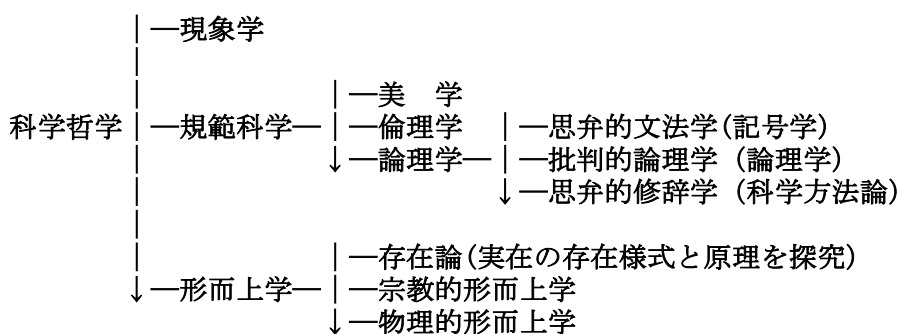 現象学
美　学
科学哲学 規範科学 倫理学 思弁的文法学(記号学)
論理学 批判的論理学 (論理学)
思弁的修辞学 (科学方法論)
存在論(実在の存在様式と原理を探究)
形而上学 宗教的形而上学
物理的形而上学